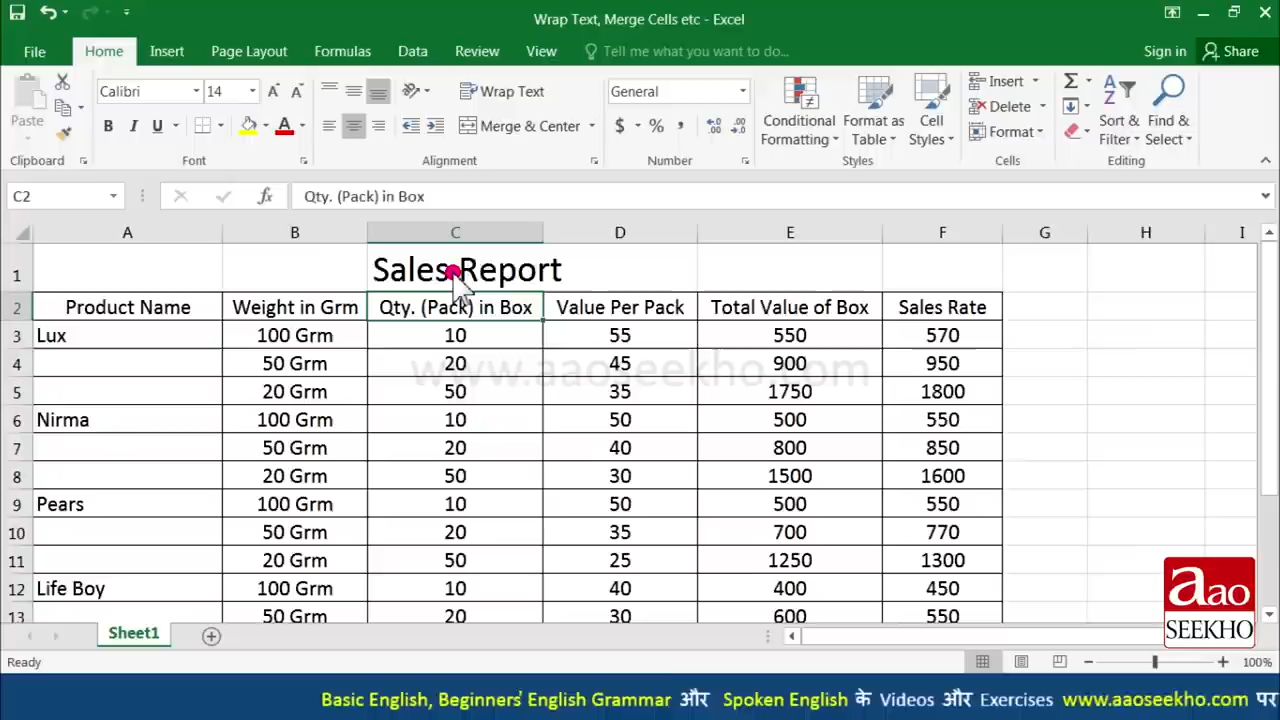 Wrap Text, Merge Cells etc - Excel
File Home Insert Page Layout Formulas Data Review View Tell me what you want to do... Sign in Share
Paste
Clipboard
Calibri 14
B I U
Font
Wrap Text
Merge & Center
Alignment
General
$ % ,
Number
Conditional Formatting
Format as Table
Cell Styles
Styles
Insert
Delete
Format
Cells
Sort & Filter
Find & Select
Editing
C2 fx Qty. (Pack) in Box
A B C D E F G H I
1 Sales Report
2 Product Name Weight in Grm Qty. (Pack) in Box Value Per Pack Total Value of Box Sales Rate
3 Lux 100 Grm 10 55 550 570
4 50 Grm 20 45 900 950
www.aaoseekho.com
5 20 Grm 50 35 1750 1800
6 Nirma 100 Grm 10 50 500 550
7 50 Grm 20 40 800 850
8 20 Grm 50 30 1500 1600
9 Pears 100 Grm 10 50 500 550
10 50 Grm 20 35 700 770
11 20 Grm 50 25 1250 1300
12 Life Boy 100 Grm 10 40 400 450
13 50 Grm 20 30 600 550
aao
SEEKHO
Sheet1
Ready 100%
Basic English, Beginners' English Grammar और Spoken English के Videos और Exercises www.aaoseekho.com पर